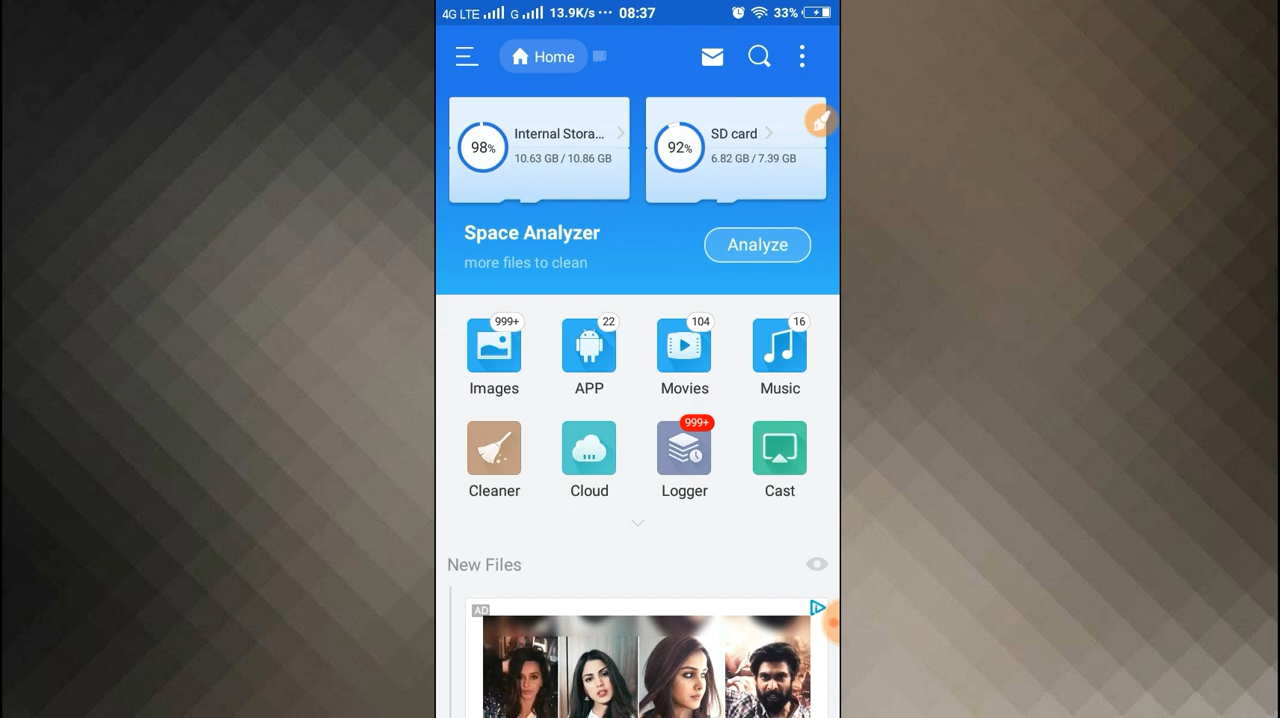 4G LTE G 13.9K/s ··· 08:37 33%
Home
98% Internal Stora... 10.63 GB / 10.86 GB
92% SD card 6.82 GB / 7.39 GB
Space Analyzer
Analyze
more files to clean
999+ 22 104 16
Images APP Movies Music
999+
Cleaner Cloud Logger Cast
New Files
AD